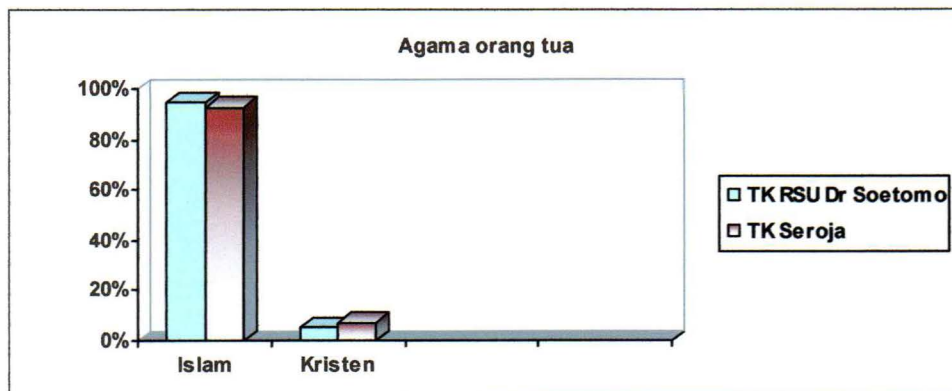 Agama orang tua
100%
80%
60%
40%
20%
0%
Islam Kristen
TK RSU Dr Soetomo
TK Seroja